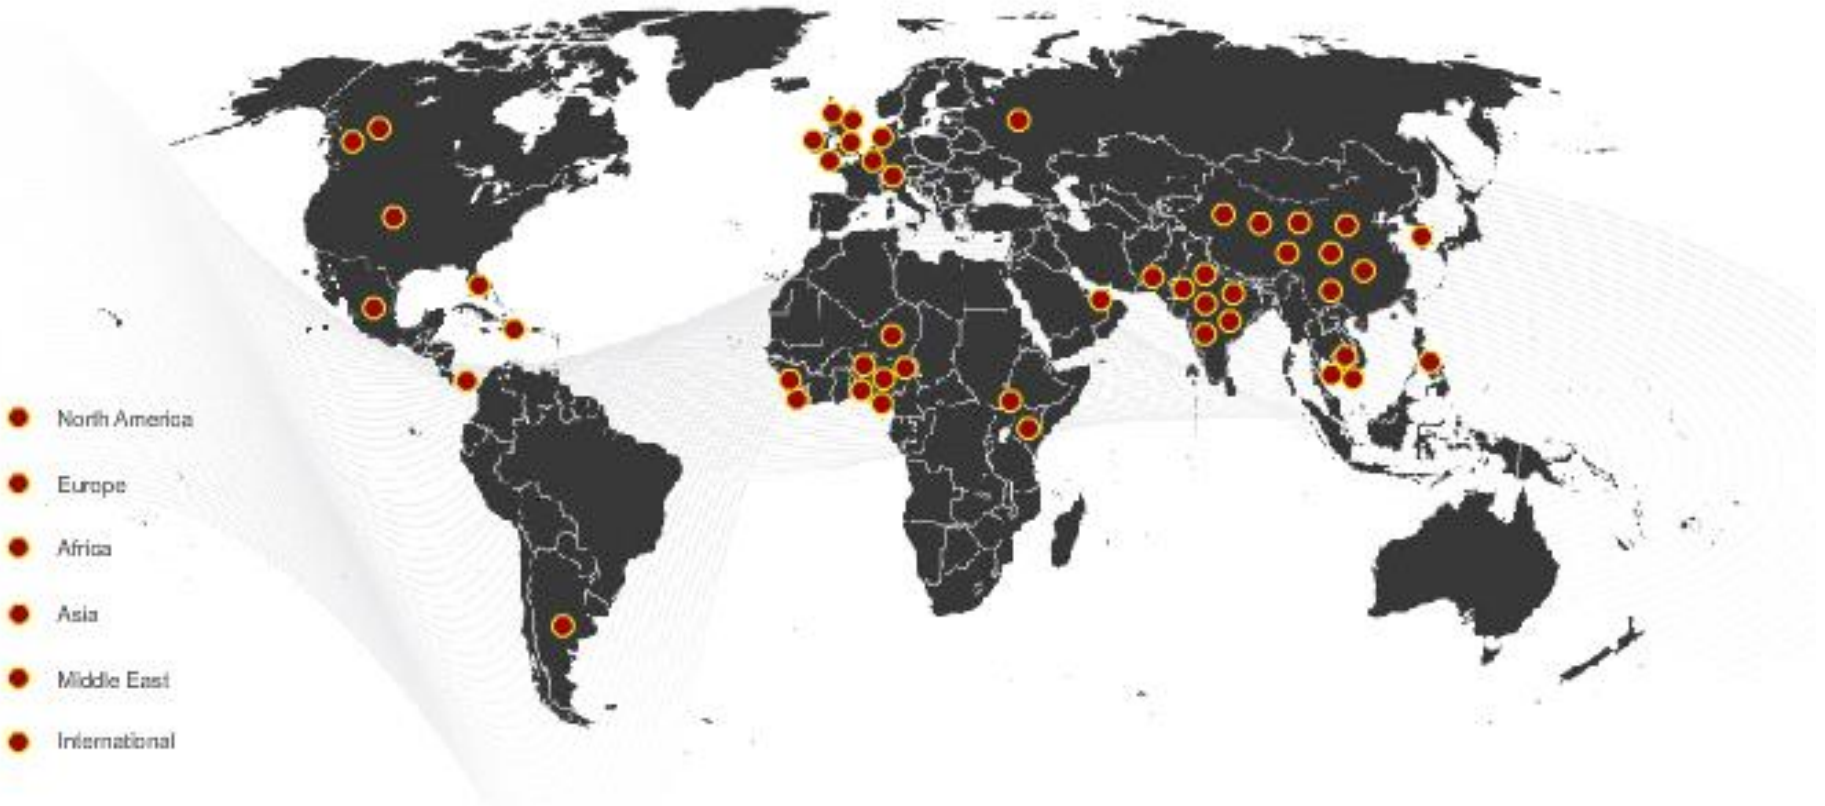 North America
Europe
Africa
Asia
Middle East
International